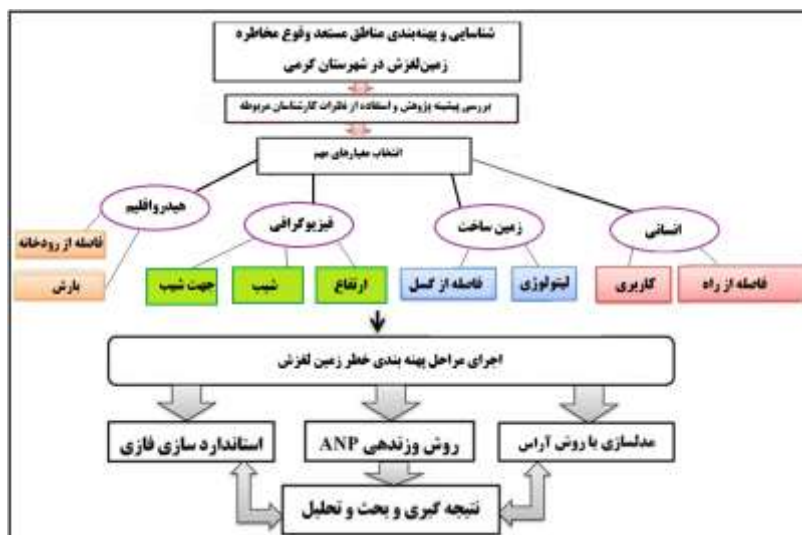 شناسایی و پهنه‌بندی مناطق مستعد وقوع مخاطره
زمین‌لغزش در شهرستان گرمی
بررسی پیشینه پژوهش و استفاده از نظرات کارشناسان مربوطه
انتخاب معیارهای مهم
انسانی
زمین ساخت
فیزیوگرافی
هیدرواقلیم
فاصله از راه
کاربری
لیتولوژی
فاصله از گسل
ارتفاع
شیب
جهت شیب
فاصله از رودخانه
بارش
اجرای مراحل پهنه بندی خطر زمین لغزش
مدلسازی با روش آراس
روش وزندهی ANP
استاندارد سازی فازی
نتیجه گیری و بحث و تحلیل